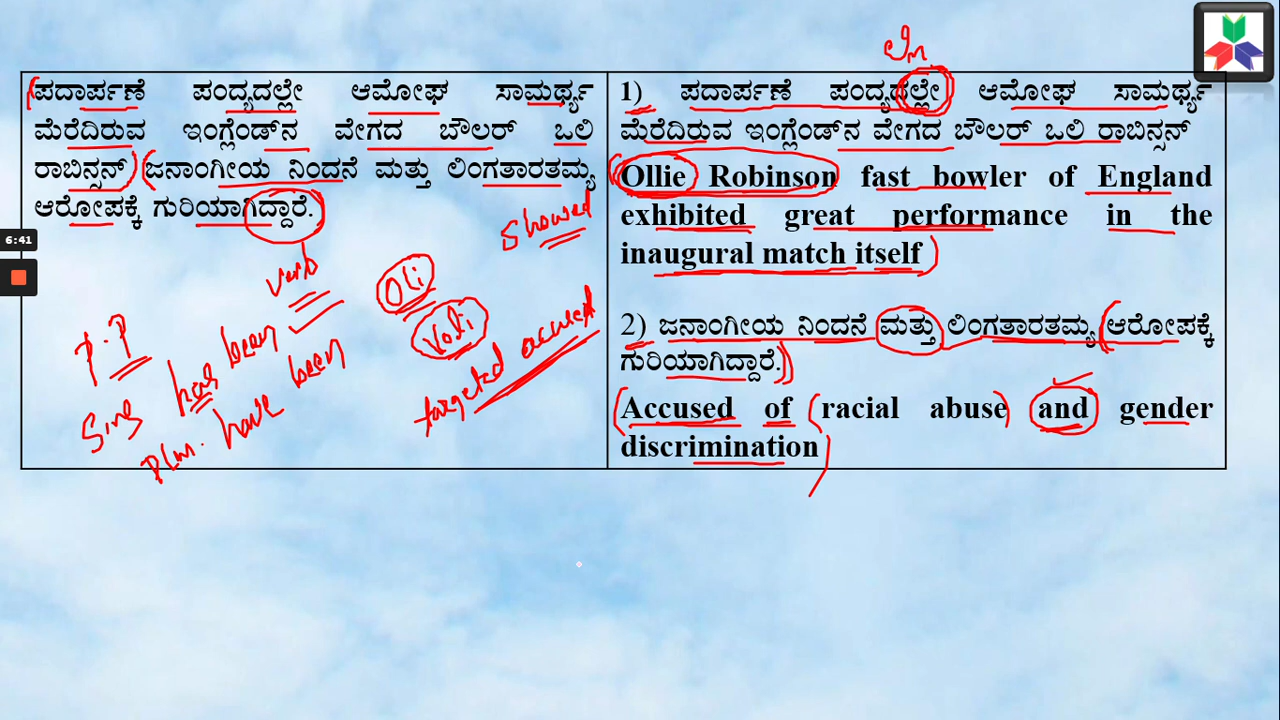 ಪದಾರ್ಪಣೆ ಪಂದ್ಯದಲ್ಲೇ ಆಮೋಘ ಸಾಮರ್ಥ್ಯ
ಮೆರೆದಿರುವ ಇಂಗ್ಲೆಂಡ್‌ನ ವೇಗದ ಬೌಲರ್ ಒಲಿ
ರಾಬಿನ್ಸನ್ ಜನಾಂಗೀಯ ನಿಂದನೆ ಮತ್ತು ಲಿಂಗತಾರತಮ್ಯ
ಆರೋಪಕ್ಕೆ ಗುರಿಯಾಗಿದ್ದಾರೆ.
6:41
showed
verb
Oli
Voli
P.P
Sing has been
Plu. have been
targeted accused
1) ಪದಾರ್ಪಣೆ ಪಂದ್ಯದಲ್ಲೇ ಆಮೋಘ ಸಾಮರ್ಥ್ಯ
ಮೆರೆದಿರುವ ಇಂಗ್ಲೆಂಡ್‌ನ ವೇಗದ ಬೌಲರ್ ಒಲಿ ರಾಬಿನ್ಸನ್
Ollie Robinson fast bowler of England
exhibited great performance in the
inaugural match itself
2) ಜನಾಂಗೀಯ ನಿಂದನೆ ಮತ್ತು ಲಿಂಗತಾರತಮ್ಯ ಆರೋಪಕ್ಕೆ
ಗುರಿಯಾಗಿದ್ದಾರೆ.
Accused of racial abuse and gender
discrimination